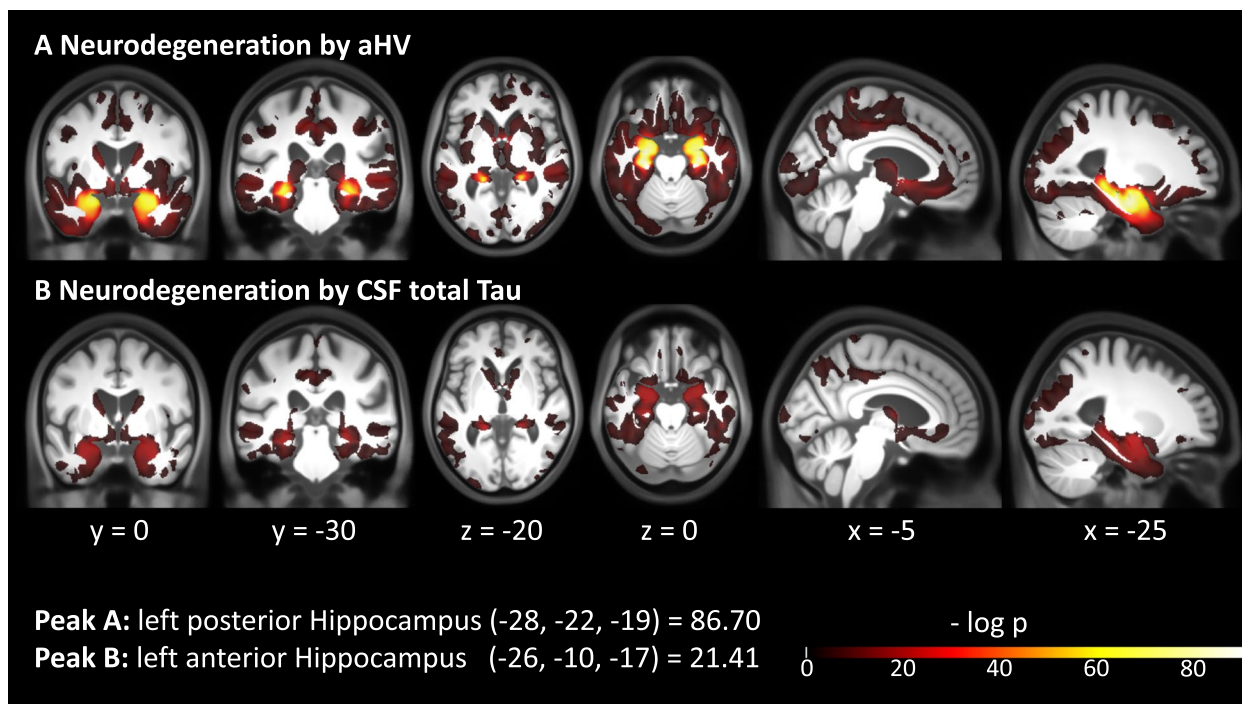 A Neurodegeneration by aHV
B Neurodegeneration by CSF total Tau
y = 0 y = -30 z = -20 z = 0 x = -5 x = -25
Peak A: left posterior Hippocampus (-28, -22, -19) = 86.70
Peak B: left anterior Hippocampus (-26, -10, -17) = 21.41
- log p
0 20 40 60 80